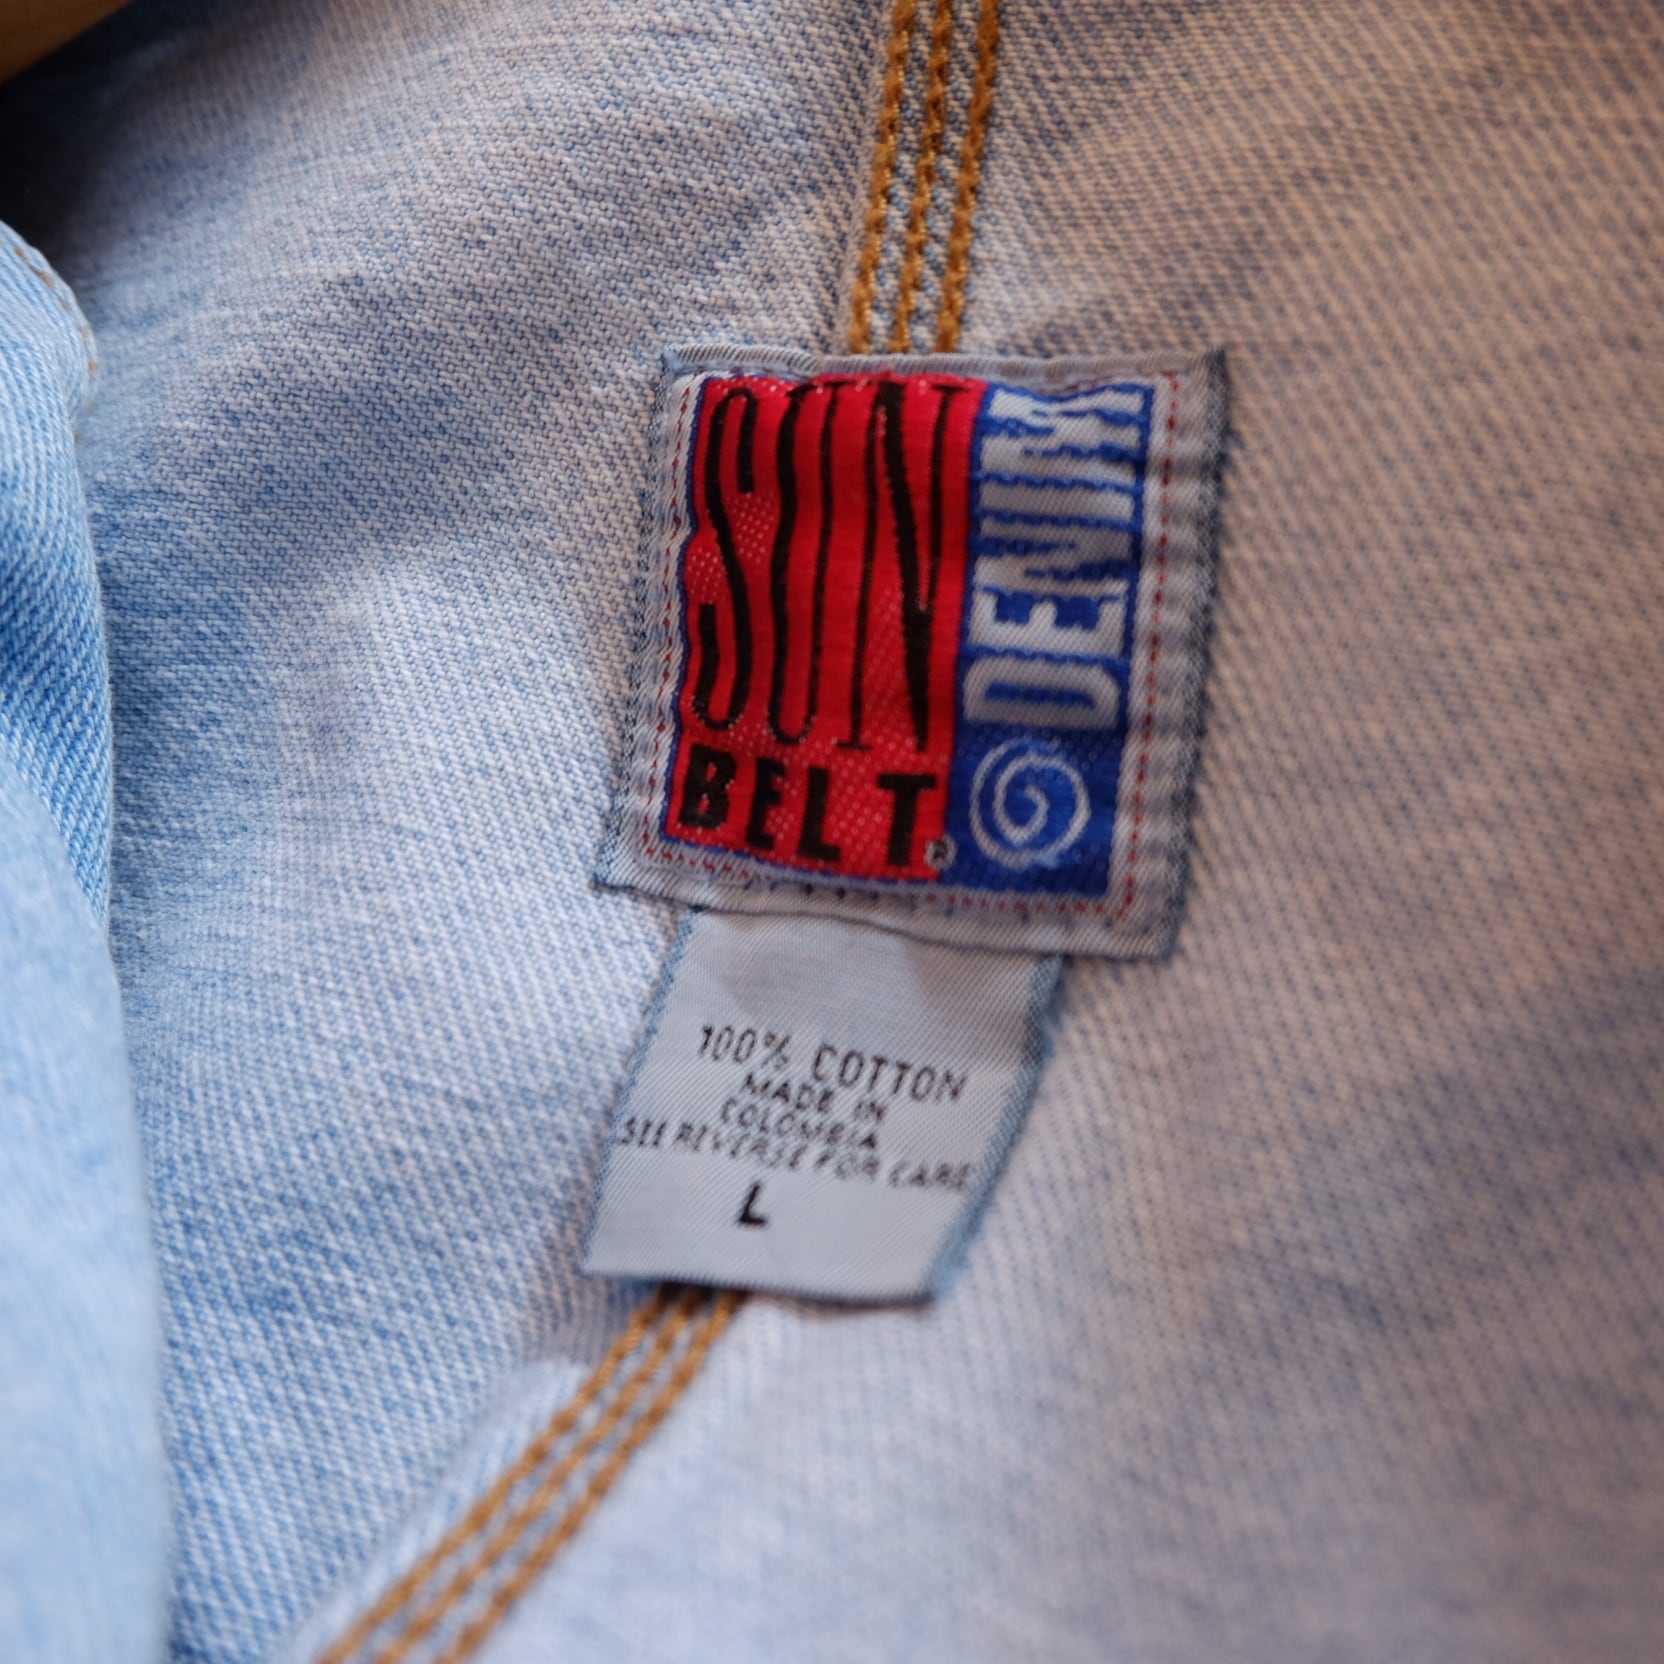 SUN
BELT®
DENIM
100% COTTON
MADE IN
COLOMBIA
SEE REVERSE FOR CARE
L